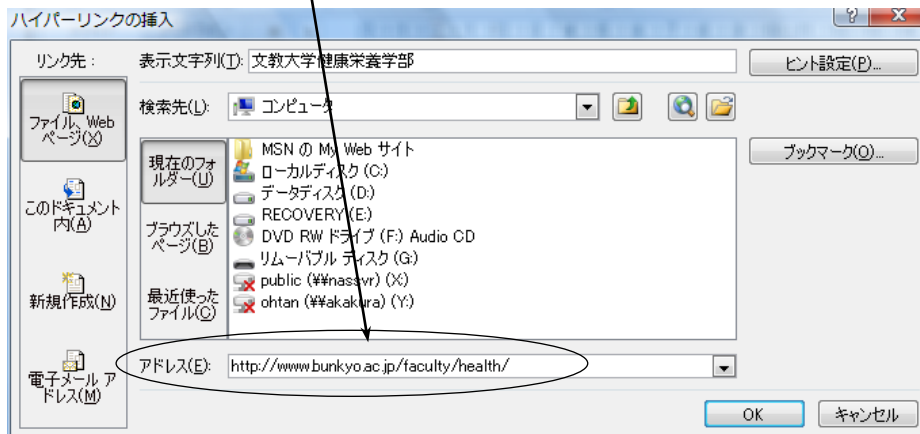 ハイパーリンクの挿入
リンク先：
表示文字列(T): 文教大学健康栄養学部
ヒント設定(P)...
ファイル、Web
ページ(X)
検索先(L): コンピュータ
現在のフォ
ルダー(U)
MSN の My Web サイト
ローカルディスク (C:)
データディスク (D:)
RECOVERY (E:)
DVD RW ドライブ (F:) Audio CD
リムーバブル ディスク (G:)
public (¥¥nassvr) (X:)
ohtan (¥¥akakura) (Y:)
ブックマーク(O)...
このドキュメント
内(A)
ブラウズした
ページ(B)
新規作成(N)
最近使った
ファイル(C)
電子メール ア
ドレス(M)
アドレス(E): http://www.bunkyo.ac.jp/faculty/health/
OK
キャンセル